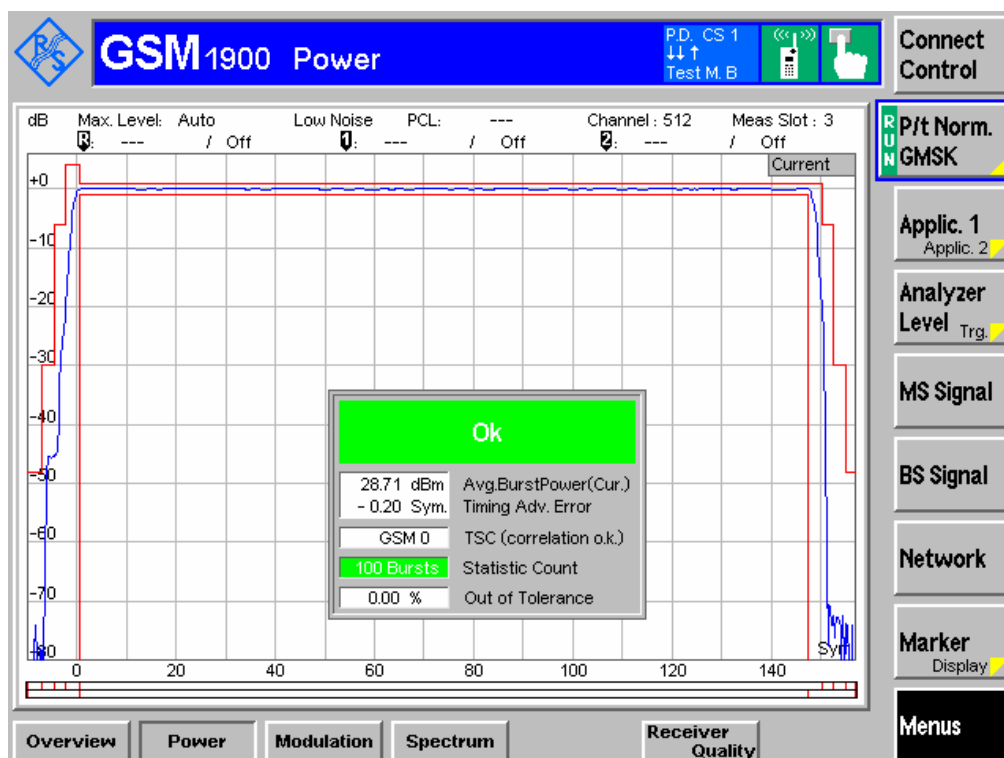 R S
GSM 1900 Power
P.D. CS 1
↓↓ ↑
Test M. B
Connect Control
dB Max. Level: Auto Low Noise PCL: --- Channel : 512 Meas Slot : 3
R: --- / Off 1: --- / Off 2: --- / Off
Current
+0
-10
-20
-30
-40
-50
-60
-70
-80
0 20 40 60 80 100 120 140
Sym
Ok
28.71 dBm Avg.BurstPower(Cur.)
- 0.20 Sym. Timing Adv. Error
GSM 0 TSC (correlation o.k.)
100 Bursts Statistic Count
0.00 % Out of Tolerance
RUN
P/t Norm.
GMSK
Applic. 1
Applic. 2
Analyzer
Level Trg.
MS Signal
BS Signal
Network
Marker
Display
Menus
Overview Power Modulation Spectrum Receiver Quality